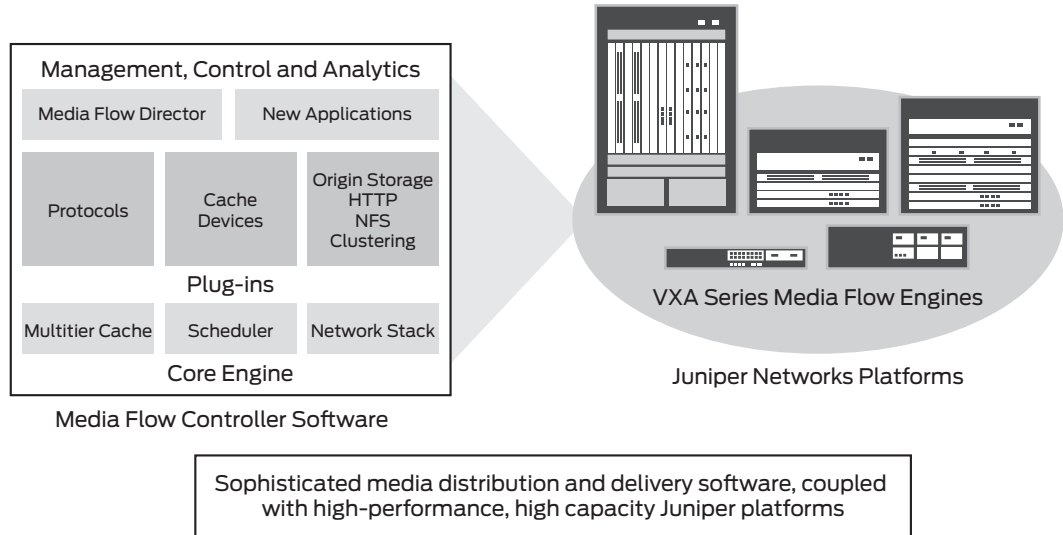 Management, Control and Analytics
Media Flow Director
New Applications
Protocols
Cache
Devices
Origin Storage
HTTP
NFS
Clustering
Plug-ins
Multitier Cache
Scheduler
Network Stack
Core Engine
Media Flow Controller Software
VXA Series Media Flow Engines
Juniper Networks Platforms
Sophisticated media distribution and delivery software, coupled
with high-performance, high capacity Juniper platforms